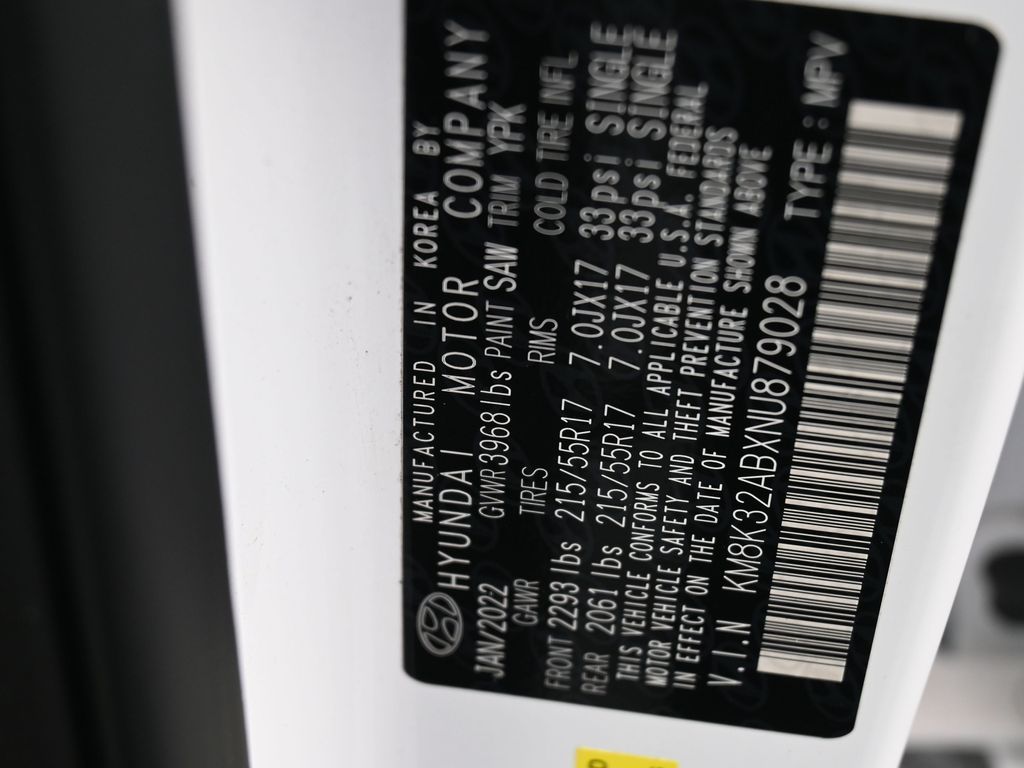 MANUFACTURED IN KOREA BY
HYUNDAI MOTOR COMPANY
JAN/2022 GVWR 3968 lbs PAINT SAW TRIM YPK
GAWR TIRES RIMS COLD TIRE NFL
FRONT 2293 lbs 215/55R17 7.0JX17 33psi SINGLE
REAR 2061 lbs 215/55R17 7.0JX17 33psi SINGLE
THIS VEHICLE CONFORMS TO ALL APPLICABLE U.S.A. FEDERAL
MOTOR VEHICLE SAFETY AND THEFT PREVENTION STANDARDS
IN EFFECT ON THE DATE OF MANUFACTURE SHOWN ABOVE
V.I.N KM8K32ABXNU879028 TYPE : MPV